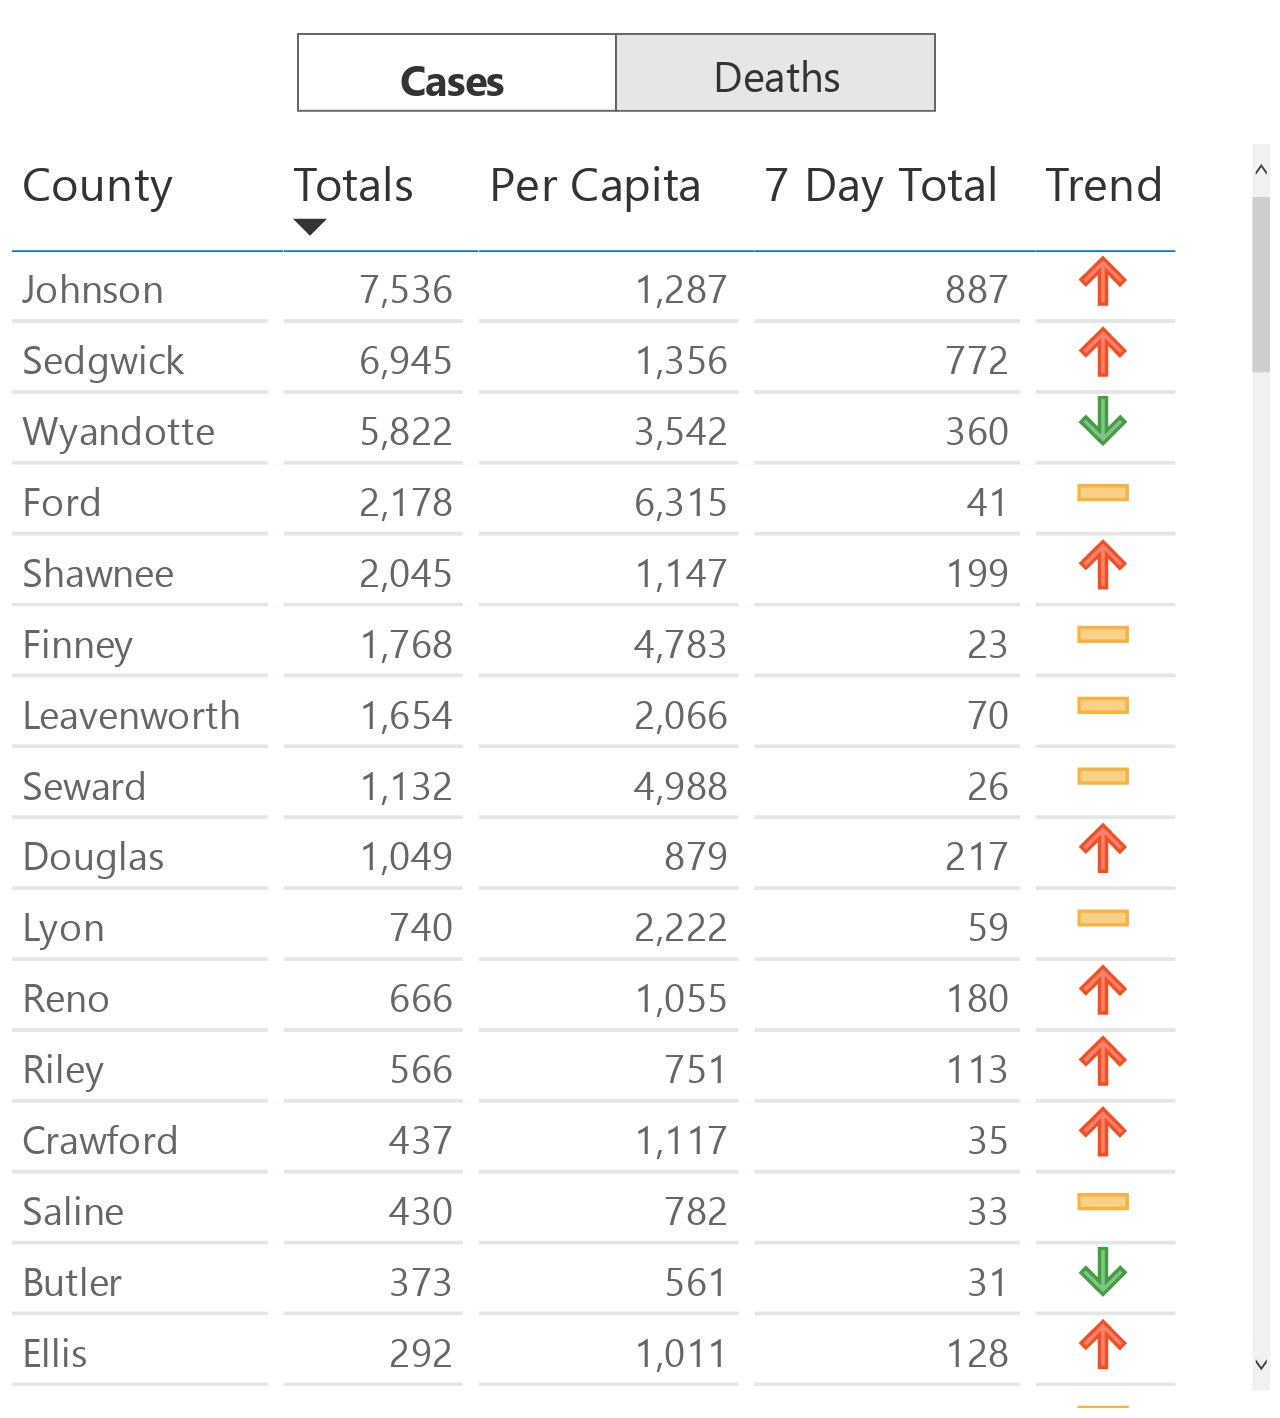 Cases Deaths
County Totals Per Capita 7 Day Total Trend
Johnson 7,536 1,287 887
Sedgwick 6,945 1,356 772
Wyandotte 5,822 3,542 360
Ford 2,178 6,315 41
Shawnee 2,045 1,147 199
Finney 1,768 4,783 23
Leavenworth 1,654 2,066 70
Seward 1,132 4,988 26
Douglas 1,049 879 217
Lyon 740 2,222 59
Reno 666 1,055 180
Riley 566 751 113
Crawford 437 1,117 35
Saline 430 782 33
Butler 373 561 31
Ellis 292 1,011 128